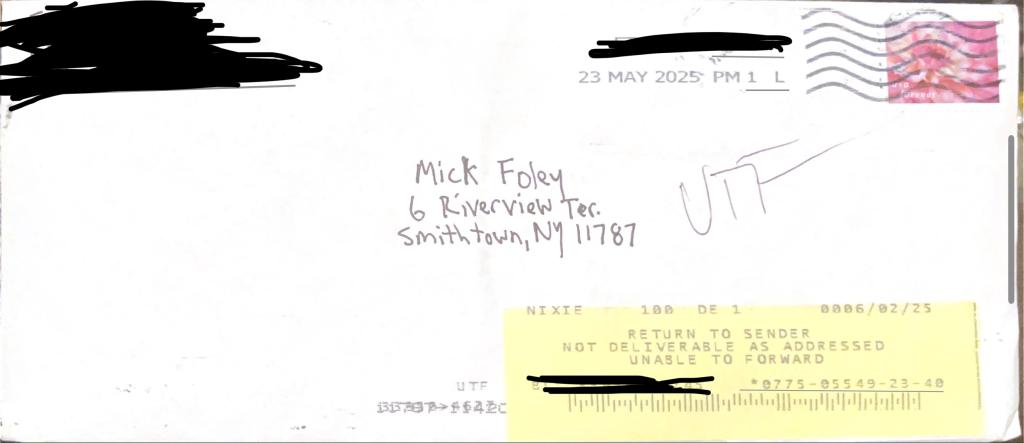 23 MAY 2025 PM 1 L
forever
Mick Foley
6 Riverview Ter.
Smithtown, NY 11787
UTF
NIXIE 100 DE 1 0006/02/25
RETURN TO SENDER
NOT DELIVERABLE AS ADDRESSED
UNABLE TO FORWARD
UTF
*0775-05549-23-40